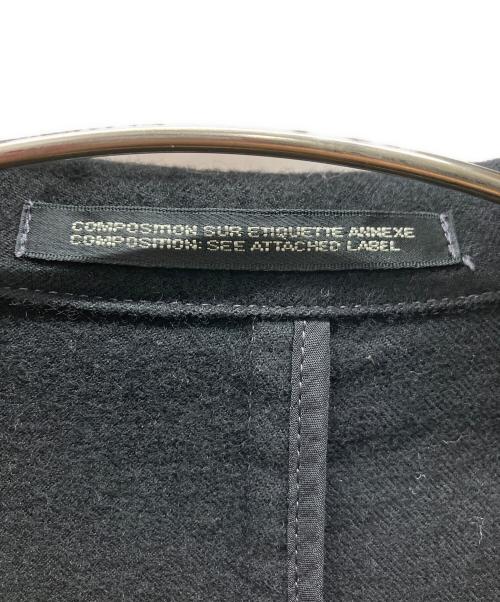 COMPOSITION SUR ETIQUETTE ANNEXE
COMPOSITION: SEE ATTACHED LABEL